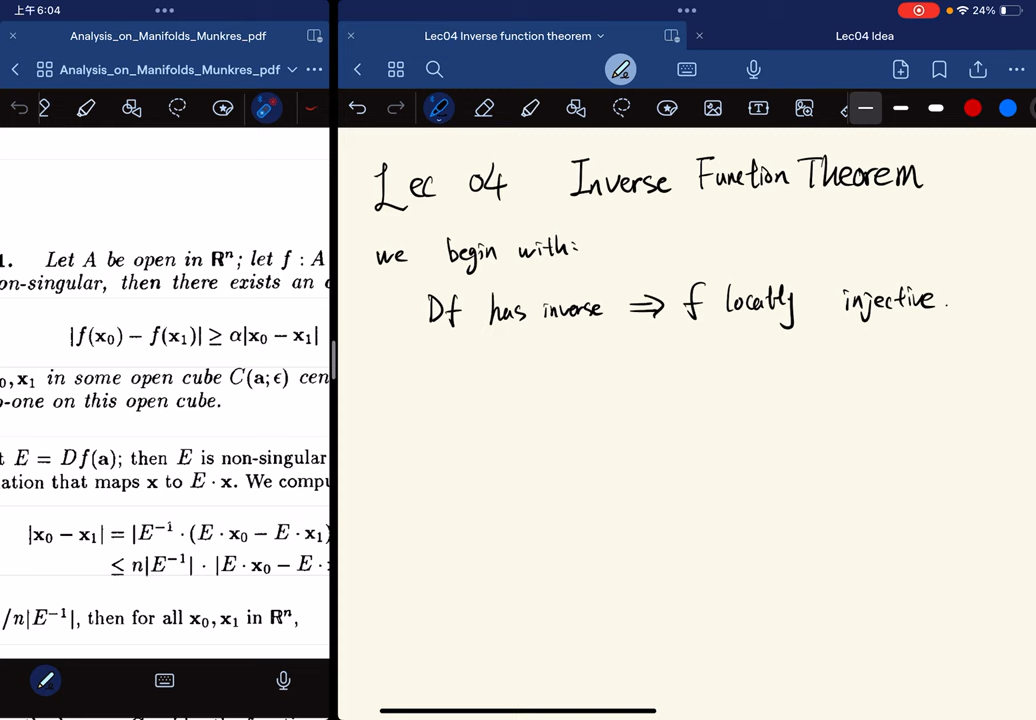 上午6:04
24%
Analysis_on_Manifolds_Munkres_pdf
Analysis_on_Manifolds_Munkres_pdf
1. Let A be open in Rⁿ; let f : A
on-singular, then there exists an
|f(x₀) − f(x₁)| ≥ α|x₀ − x₁|
₀, x₁ in some open cube C(a; ϵ) cen
o-one on this open cube.
t E = Df(a); then E is non-singular
ation that maps x to E · x. We compu
|x₀ − x₁| = |E⁻¹ · (E · x₀ − E · x₁)
≤ n|E⁻¹| · |E · x₀ − E ·
/n|E⁻¹|, then for all x₀, x₁ in Rⁿ,
Lec04 Inverse function theorem
Lec04 Idea
Lec 04 Inverse Function Theorem
we begin with:
Df has inverse ⇒ f locally injective.